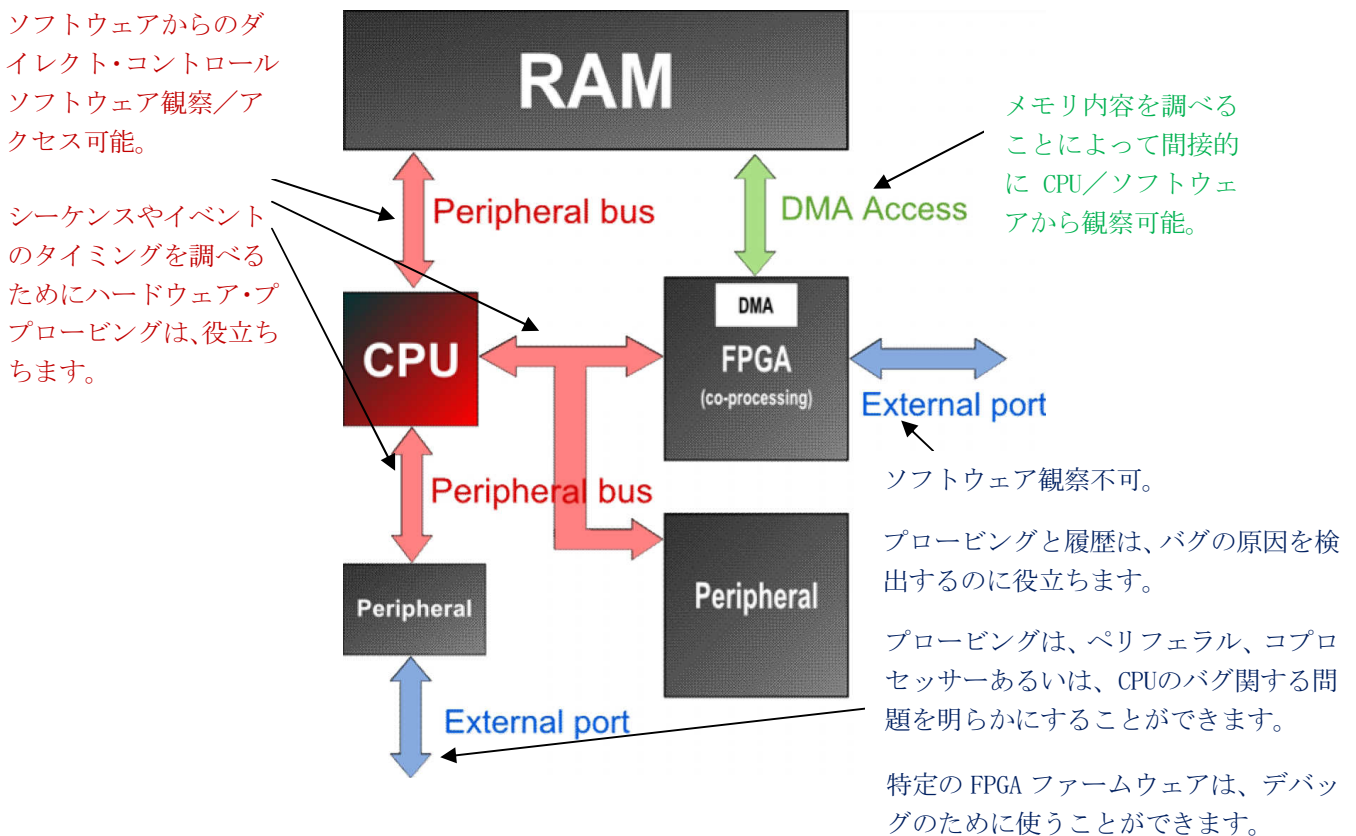 ソフトウェアからのダ
イレクト・コントロール
ソフトウェア観察／ア
クセス可能。
シーケンスやイベント
のタイミングを調べる
ためにハードウェア・プ
プロービングは、役立ち
ちます。
RAM
Peripheral bus
DMA Access
メモリ内容を調べる
ことによって間接的
に CPU／ソフトウェ
アから観察可能。
CPU
DMA
FPGA
(co-processing)
External port
Peripheral bus
Peripheral
Peripheral
External port
ソフトウェア観察不可。
プロービングと履歴は、バグの原因を検
出するのに役立ちます。
プロービングは、ペリフェラル、コプロ
セッサーあるいは、CPUのバグ関する問
題を明らかにすることができます。
特定の FPGA ファームウェアは、デバッ
グのために使うことができます。